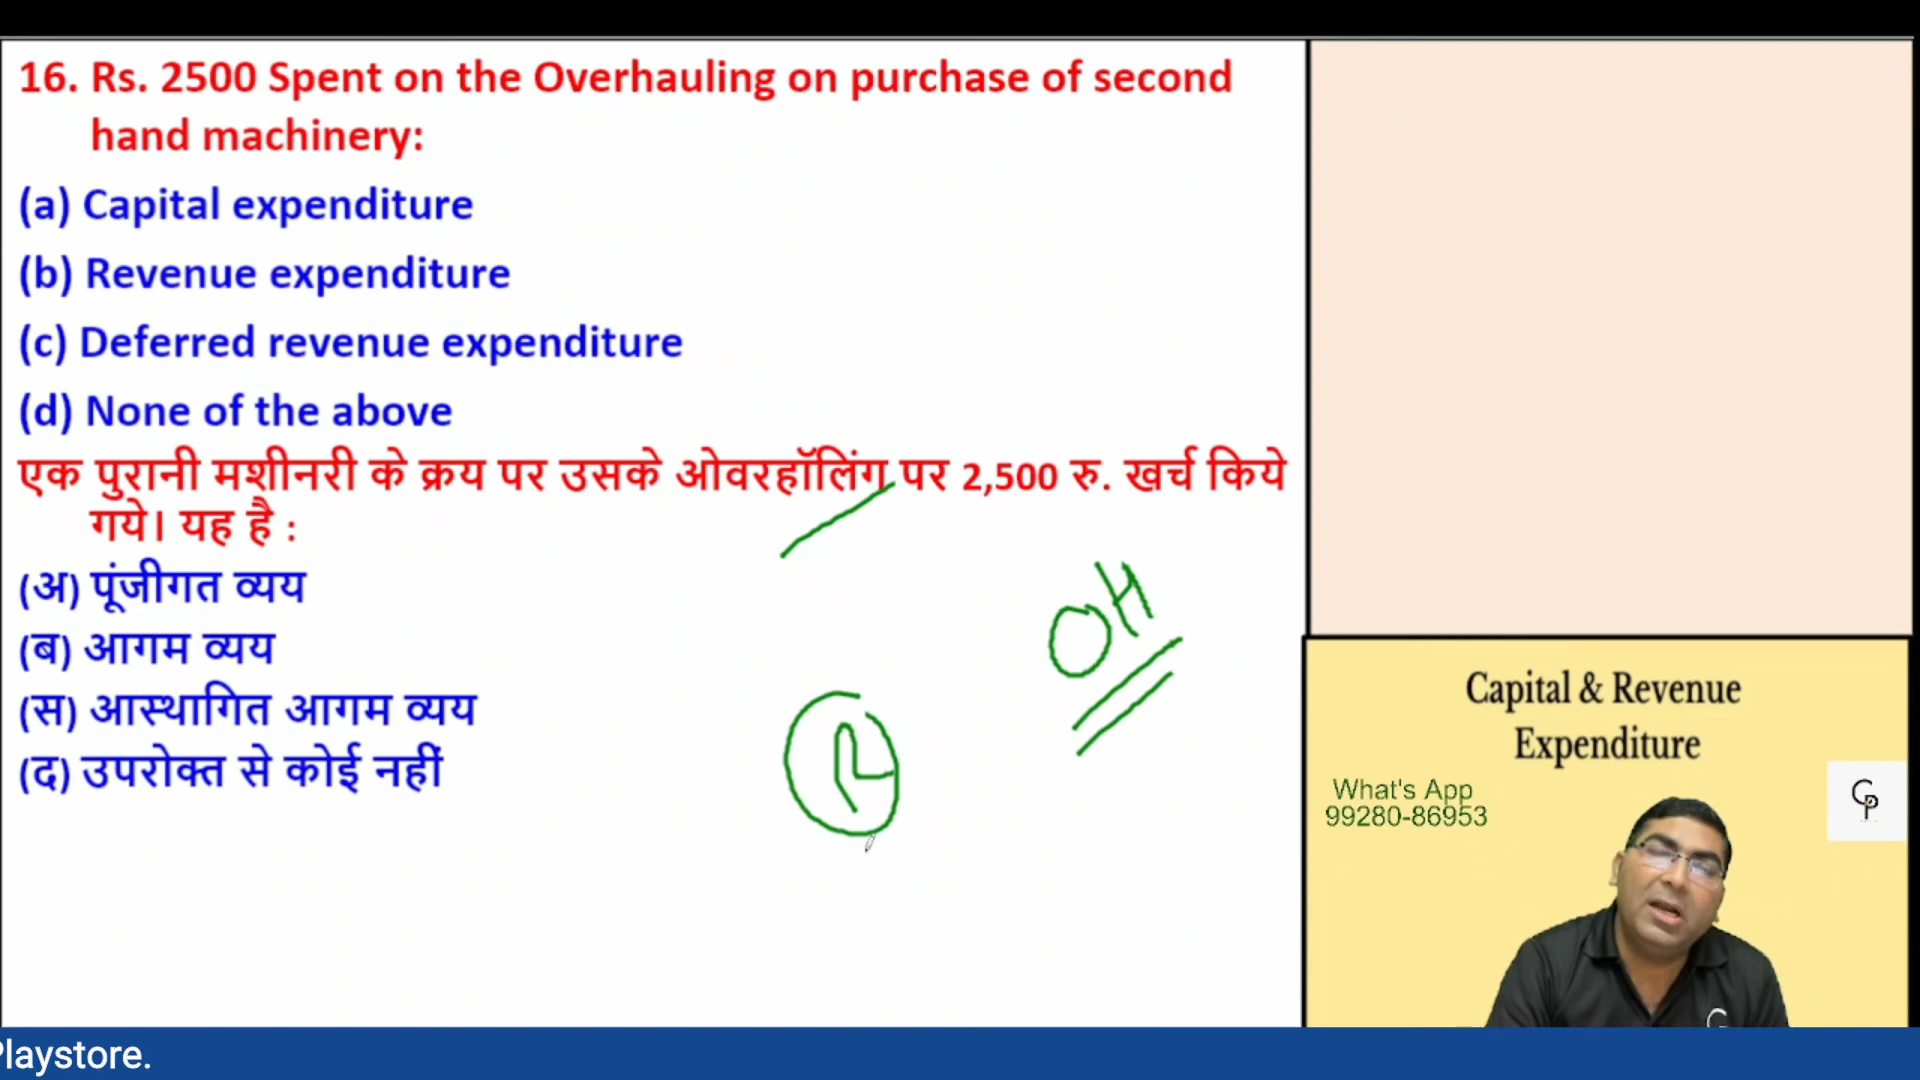 16. Rs. 2500 Spent on the Overhauling on purchase of second
hand machinery:
(a) Capital expenditure
(b) Revenue expenditure
(c) Deferred revenue expenditure
(d) None of the above
एक पुरानी मशीनरी के क्रय पर उसके ओवरहॉलिंग पर 2,500 रु. खर्च किये
गये। यह है :
(अ) पूंजीगत व्यय
(ब) आगम व्यय
(स) आस्थागित आगम व्यय
(द) उपरोक्त से कोई नहीं
OH
Capital & Revenue
Expenditure
What's App
99280-86953
CP
Playstore.